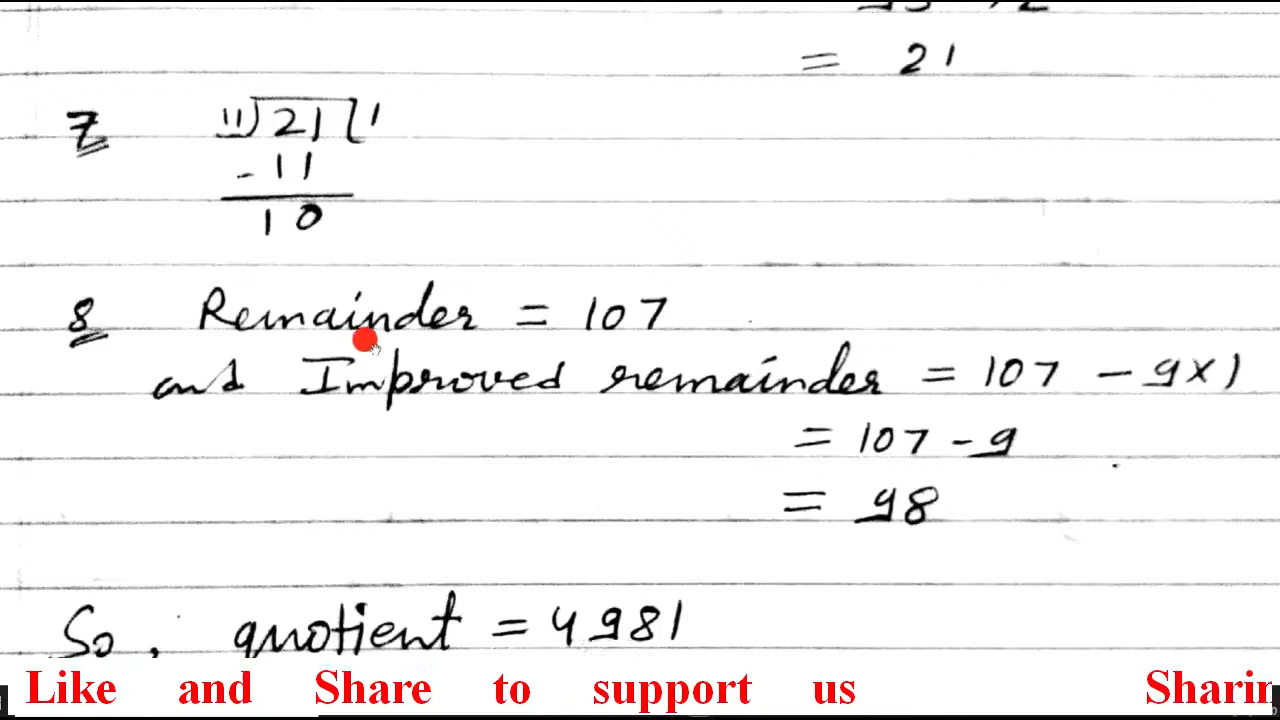 = 21
7 11) 21 ( 1
- 11
10
8 Remainder = 107
and Improved remainder = 107 - 9×1
= 107 - 9
= 98
So, quotient = 4981
Like and Share to support us